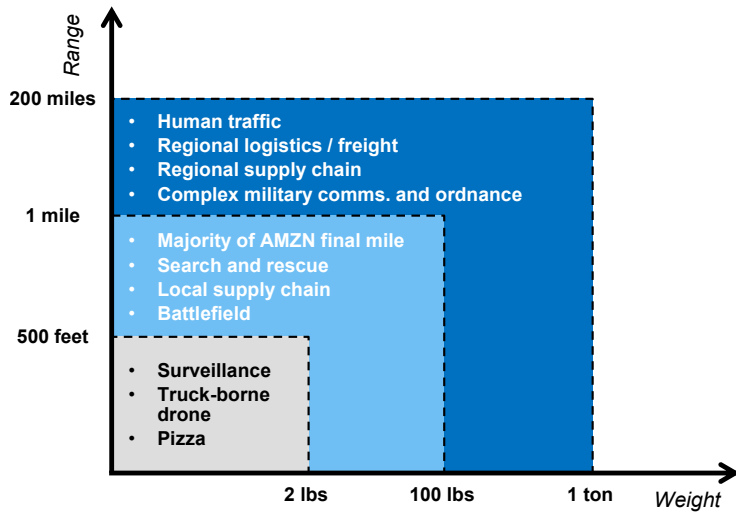 Range
200 miles
• Human traffic
• Regional logistics / freight
• Regional supply chain
• Complex military comms. and ordnance
1 mile
• Majority of AMZN final mile
• Search and rescue
• Local supply chain
• Battlefield
500 feet
• Surveillance
• Truck-borne
drone
• Pizza
2 lbs
100 lbs
1 ton
Weight